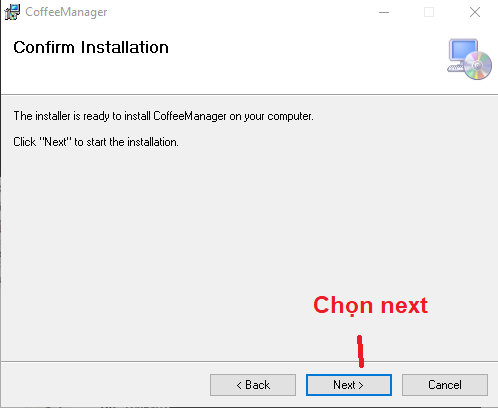 CoffeeManager
Confirm Installation
The installer is ready to install CoffeeManager on your computer.
Click "Next" to start the installation.
Chọn next
< Back
Next >
Cancel